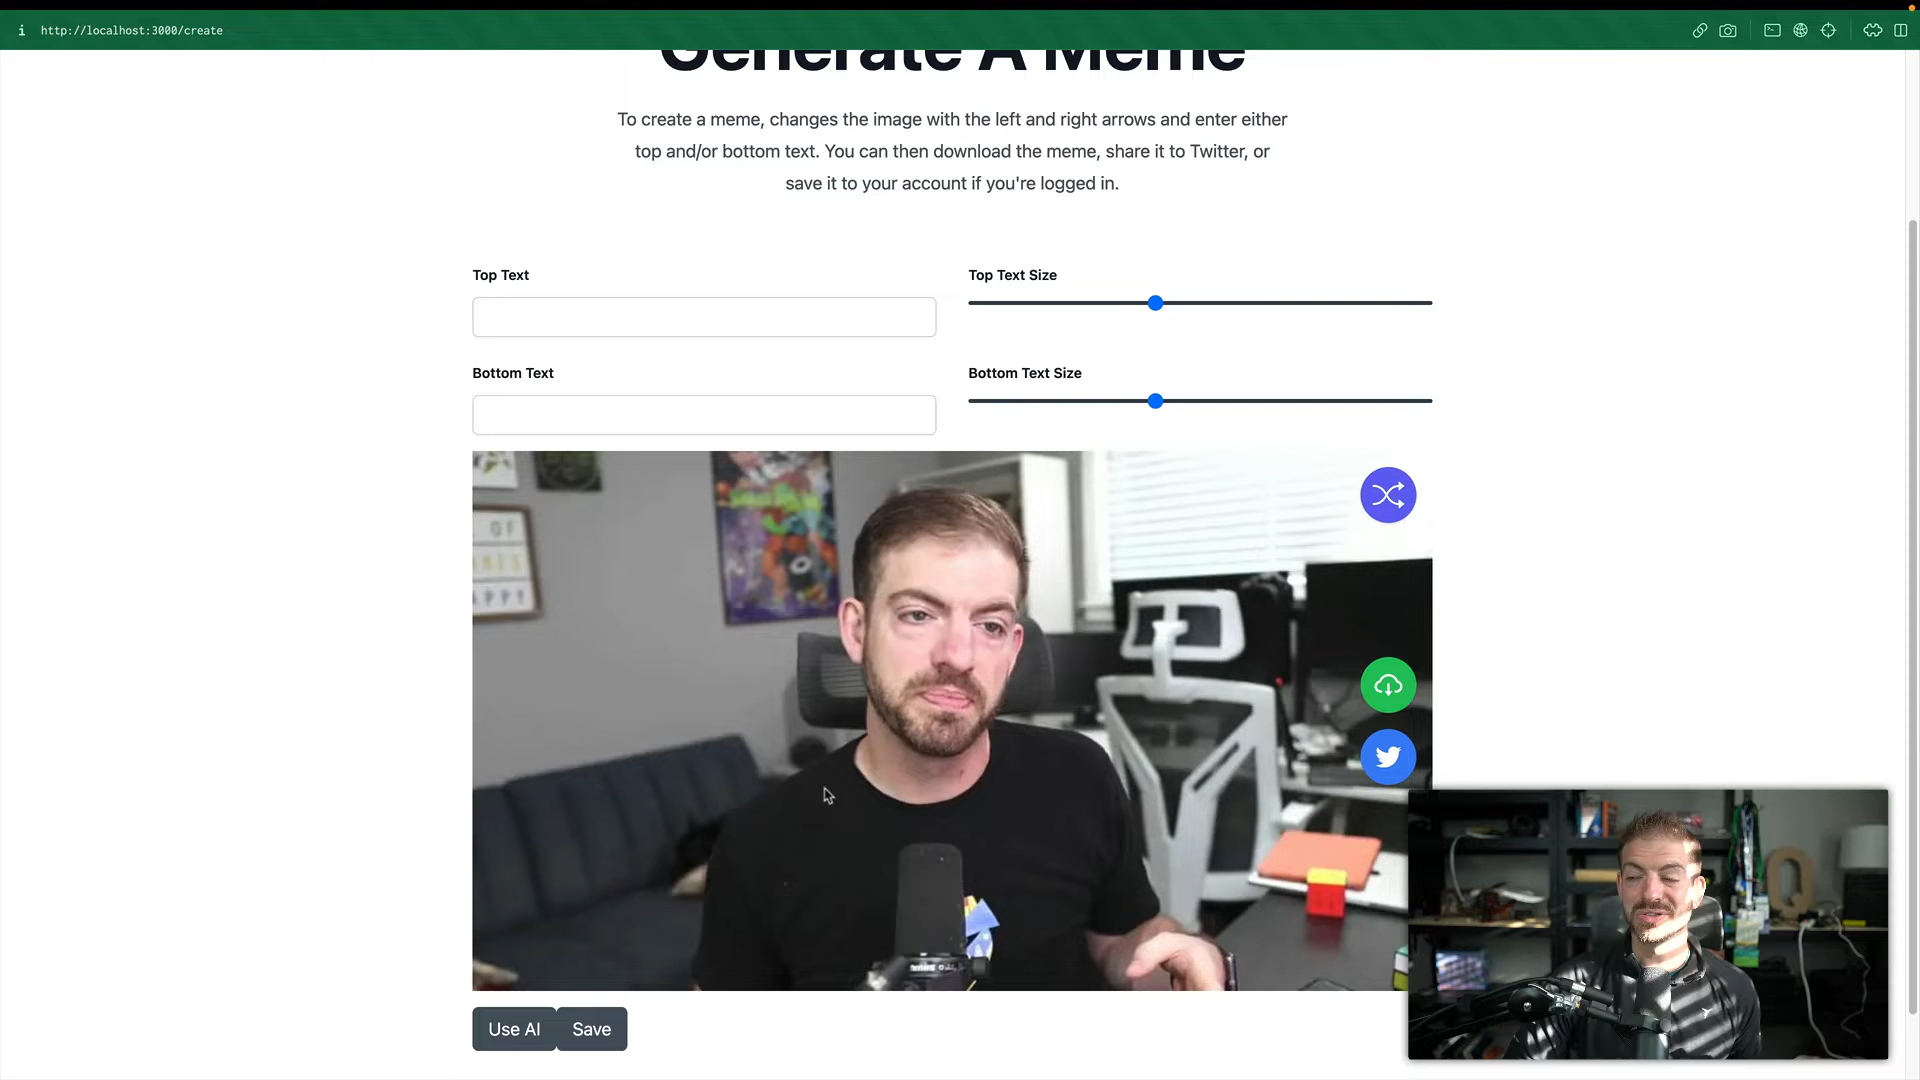 http://localhost:3000/create
Generate A Meme
To create a meme, changes the image with the left and right arrows and enter either
top and/or bottom text. You can then download the meme, share it to Twitter, or
save it to your account if you're logged in.
Top Text
Top Text Size
Bottom Text
Bottom Text Size
OF
APPY
Use AI
Save